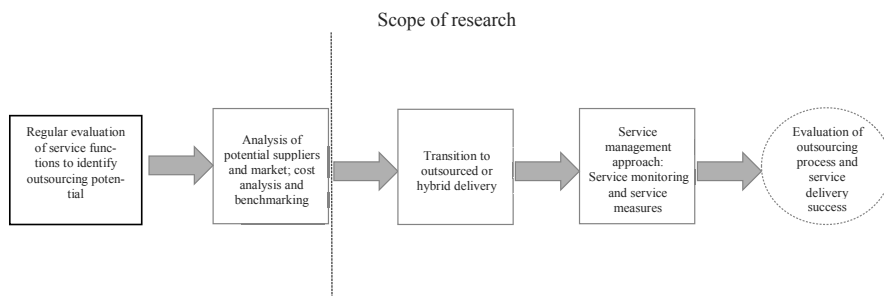 Scope of research
Regular evaluation
of service func-
tions to identify
outsourcing poten-
tial
Analysis of
potential suppliers
and market; cost
analysis and
benchmarking
Transition to
outsourced or
hybrid delivery
Service
management
approach:
Service monitoring
and service
measures
Evaluation of
outsourcing
process and
service
delivery
success